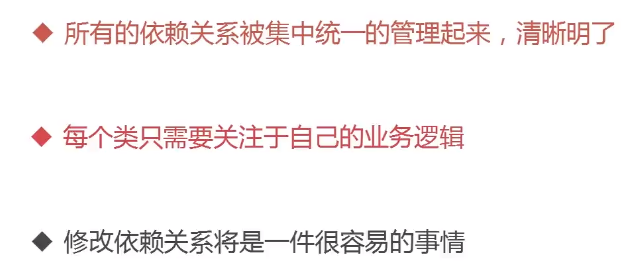 ◆ 所有的依赖关系被集中统一的管理起来，清晰明了
◆ 每个类只需要关注于自己的业务逻辑
◆ 修改依赖关系将是一件很容易的事情